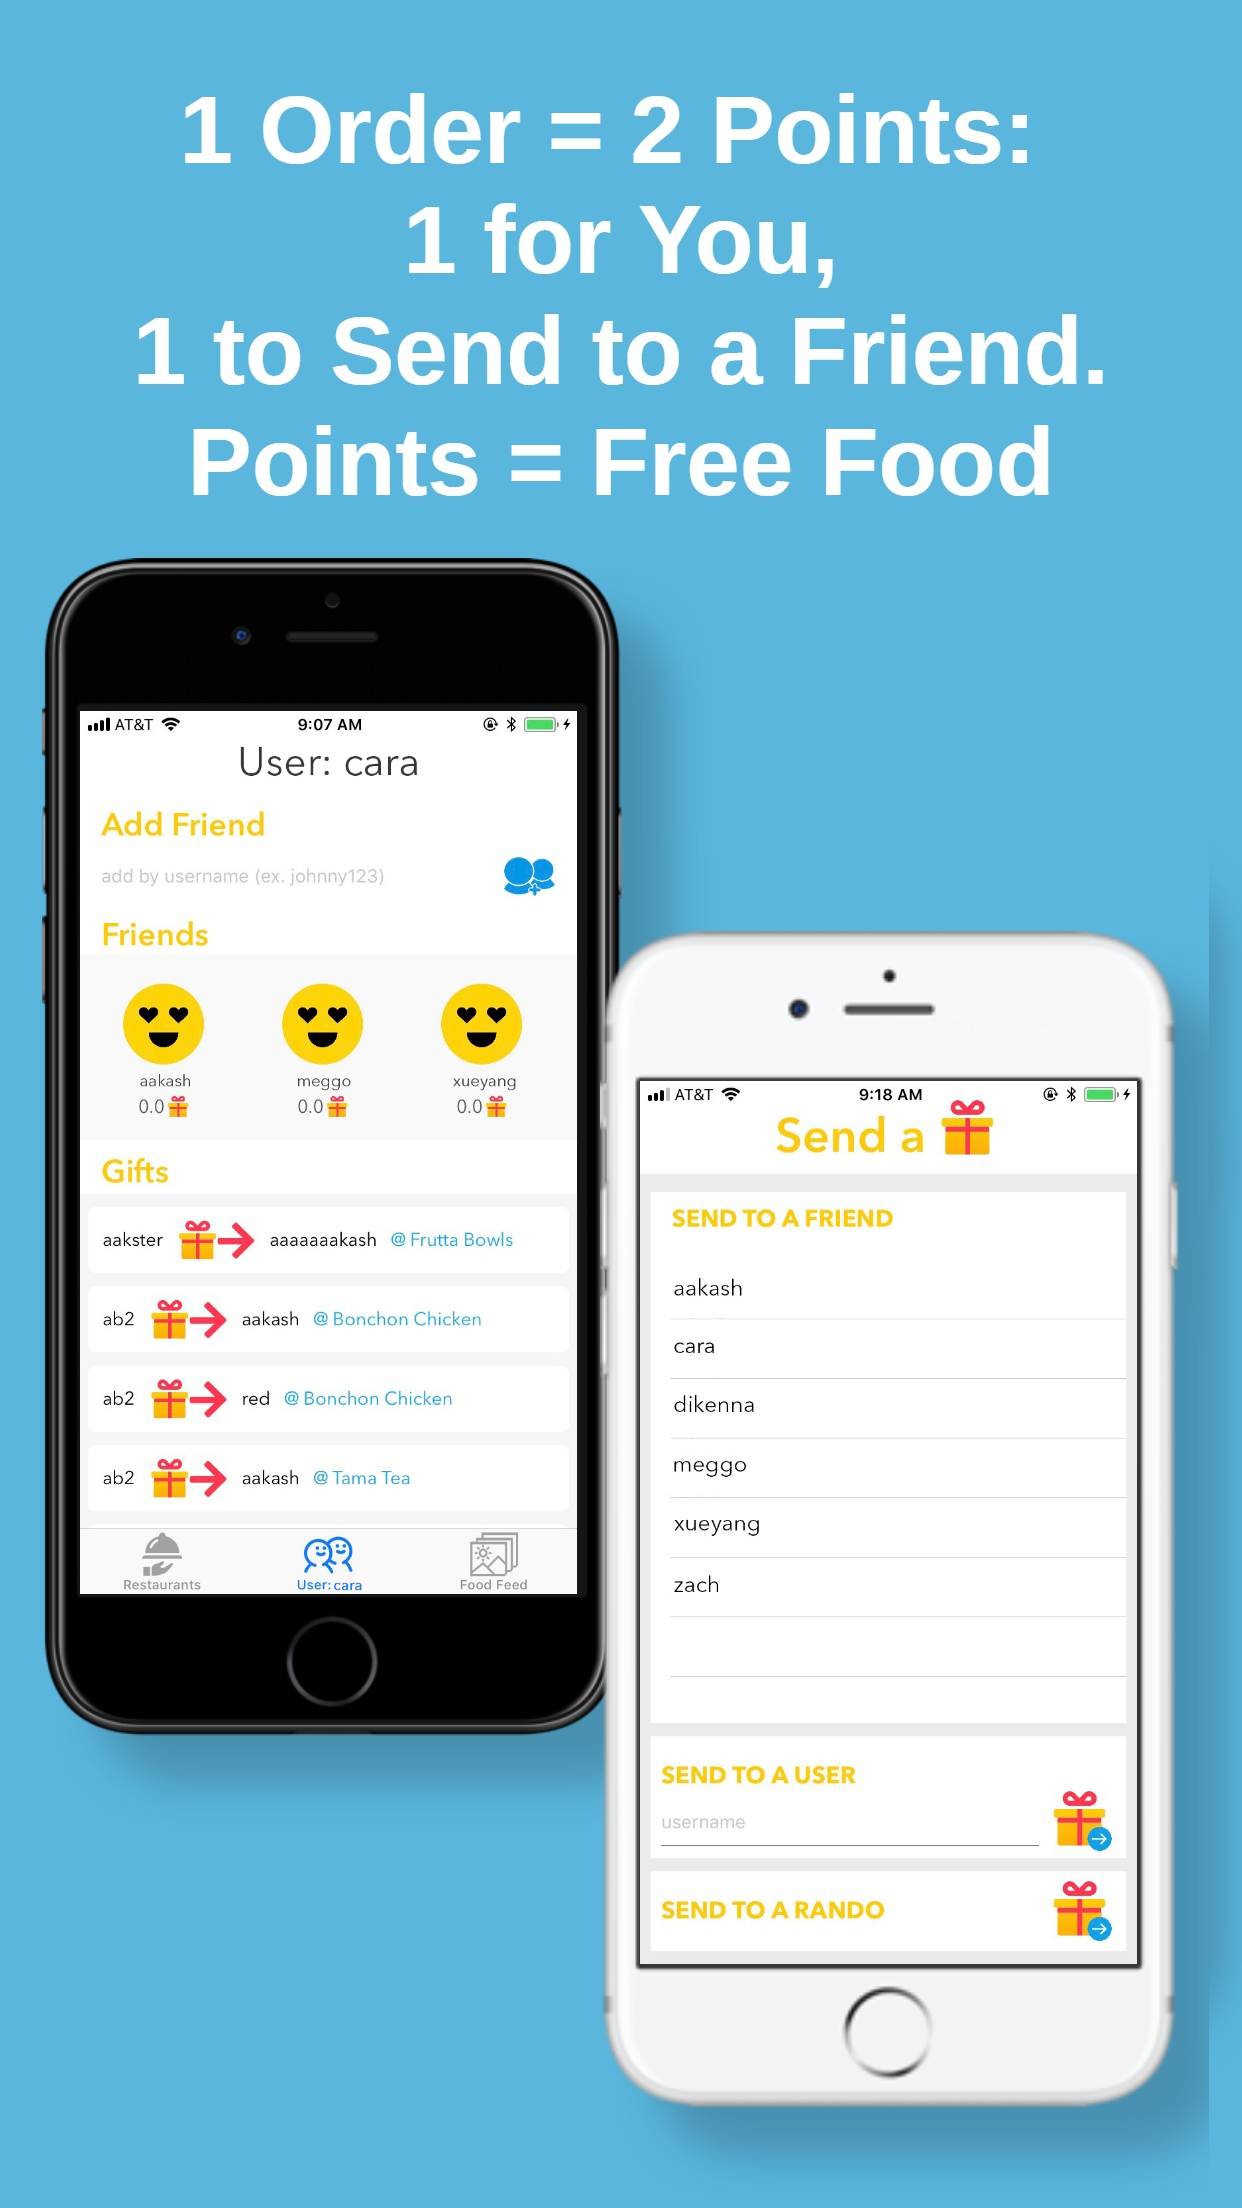 1 Order = 2 Points:
1 for You,
1 to Send to a Friend.
Points = Free Food
AT&T 9:07 AM
User: cara
Add Friend
add by username (ex. johnny123)
Friends
aakash meggo xueyang
0.0 0.0 0.0
Gifts
aakster aaaaaaakash @ Frutta Bowls
ab2 aakash @ Bonchon Chicken
ab2 red @ Bonchon Chicken
ab2 aakash @ Tama Tea
Restaurants User: cara Food Feed
AT&T 9:18 AM
Send a
SEND TO A FRIEND
aakash
cara
dikenna
meggo
xueyang
zach
SEND TO A USER
username
SEND TO A RANDO